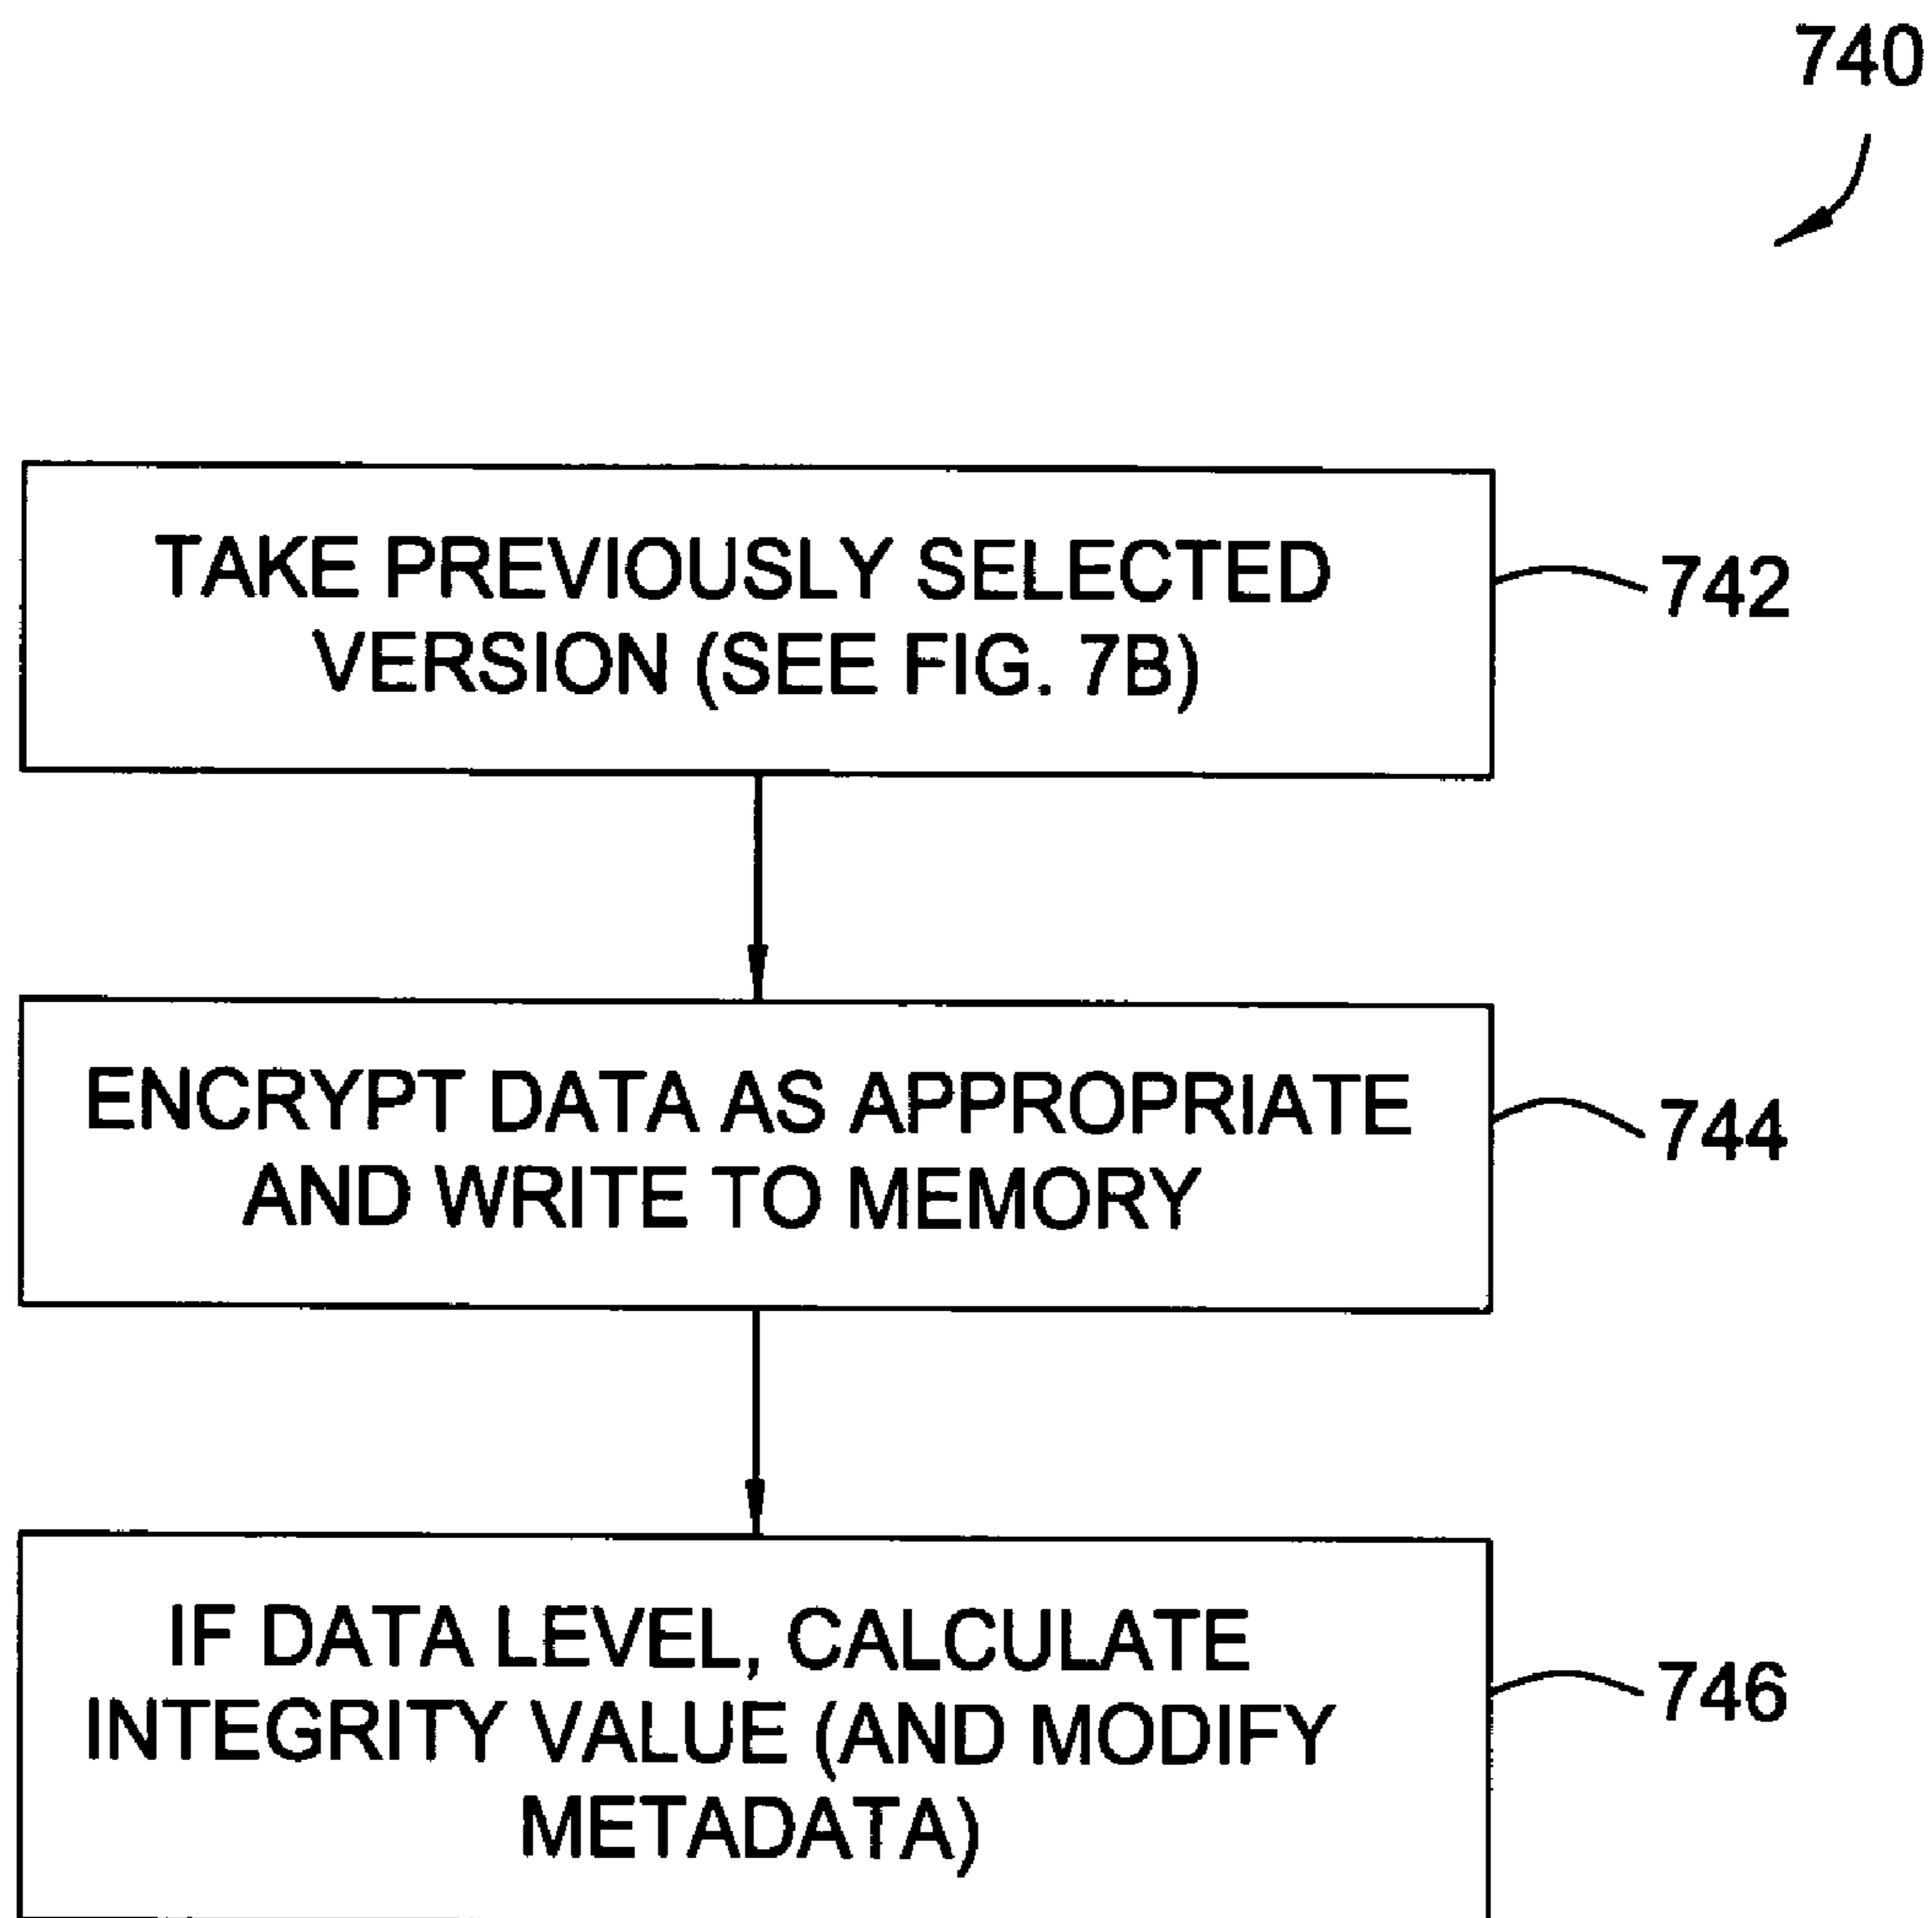 740
TAKE PREVIOUSLY SELECTED
VERSION (SEE FIG. 7B)
742
ENCRYPT DATA AS APPROPRIATE
AND WRITE TO MEMORY
744
IF DATA LEVEL, CALCULATE
INTEGRITY VALUE (AND MODIFY
METADATA)
746